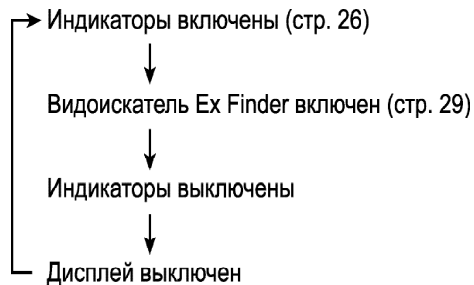 Индикаторы включены (стр. 26)
Видоискатель Ex Finder включен (стр. 29)
Индикаторы выключены
Дисплей выключен